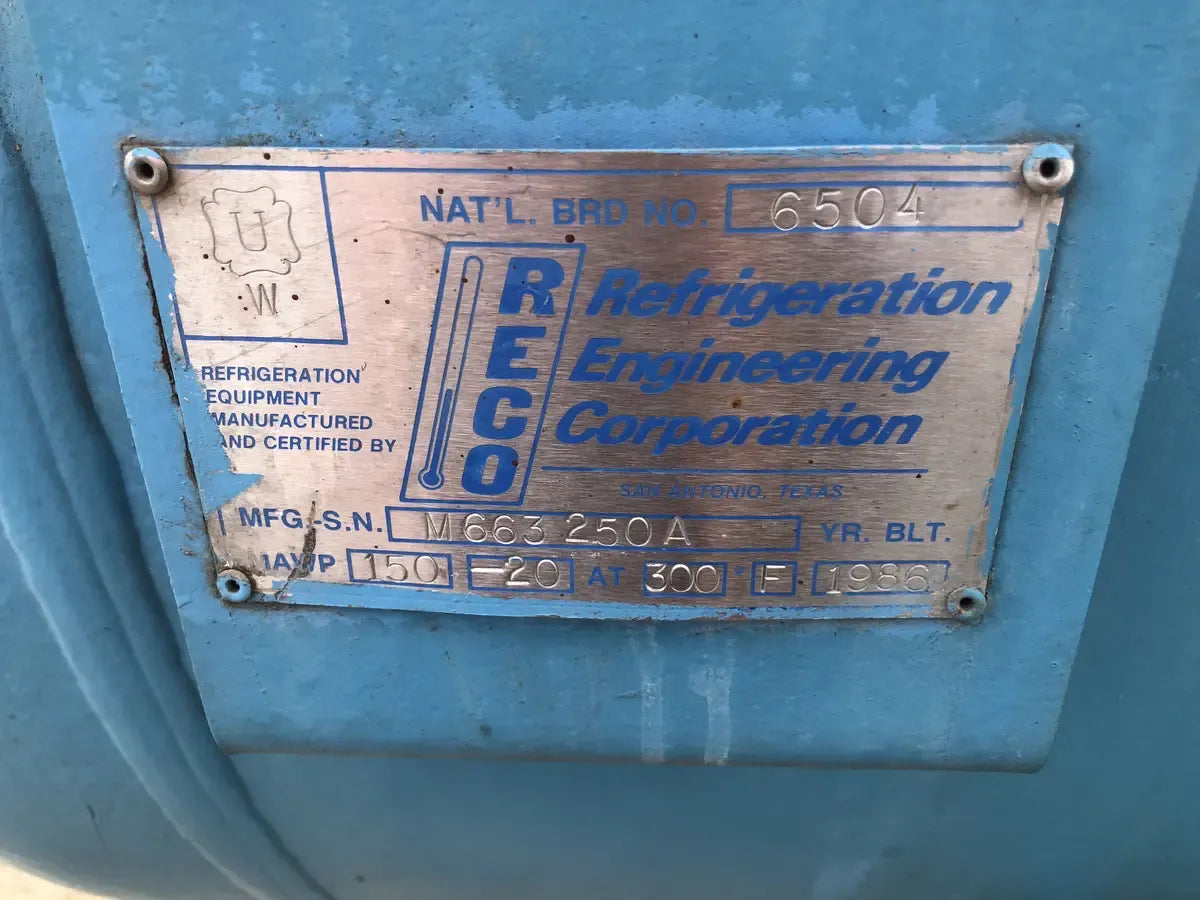 NAT'L. BRD NO. 6504
U
W
RECO
Refrigeration
Engineering
Corporation
SAN ANTONIO, TEXAS
REFRIGERATION
EQUIPMENT
MANUFACTURED
AND CERTIFIED BY
MFG.-S.N. M663 250A YR. BLT.
MAWP 150 -20 AT 300 °F 1986